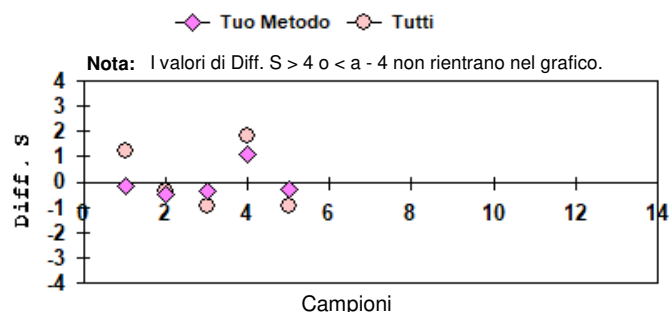 Tuo Metodo Tutti
Nota: I valori di Diff. S > 4 o < a - 4 non rientrano nel grafico.
4
3
2
1
0
-1
-2
-3
-4
Diff. S
0 2 4 6 8 10 12 14
Campioni